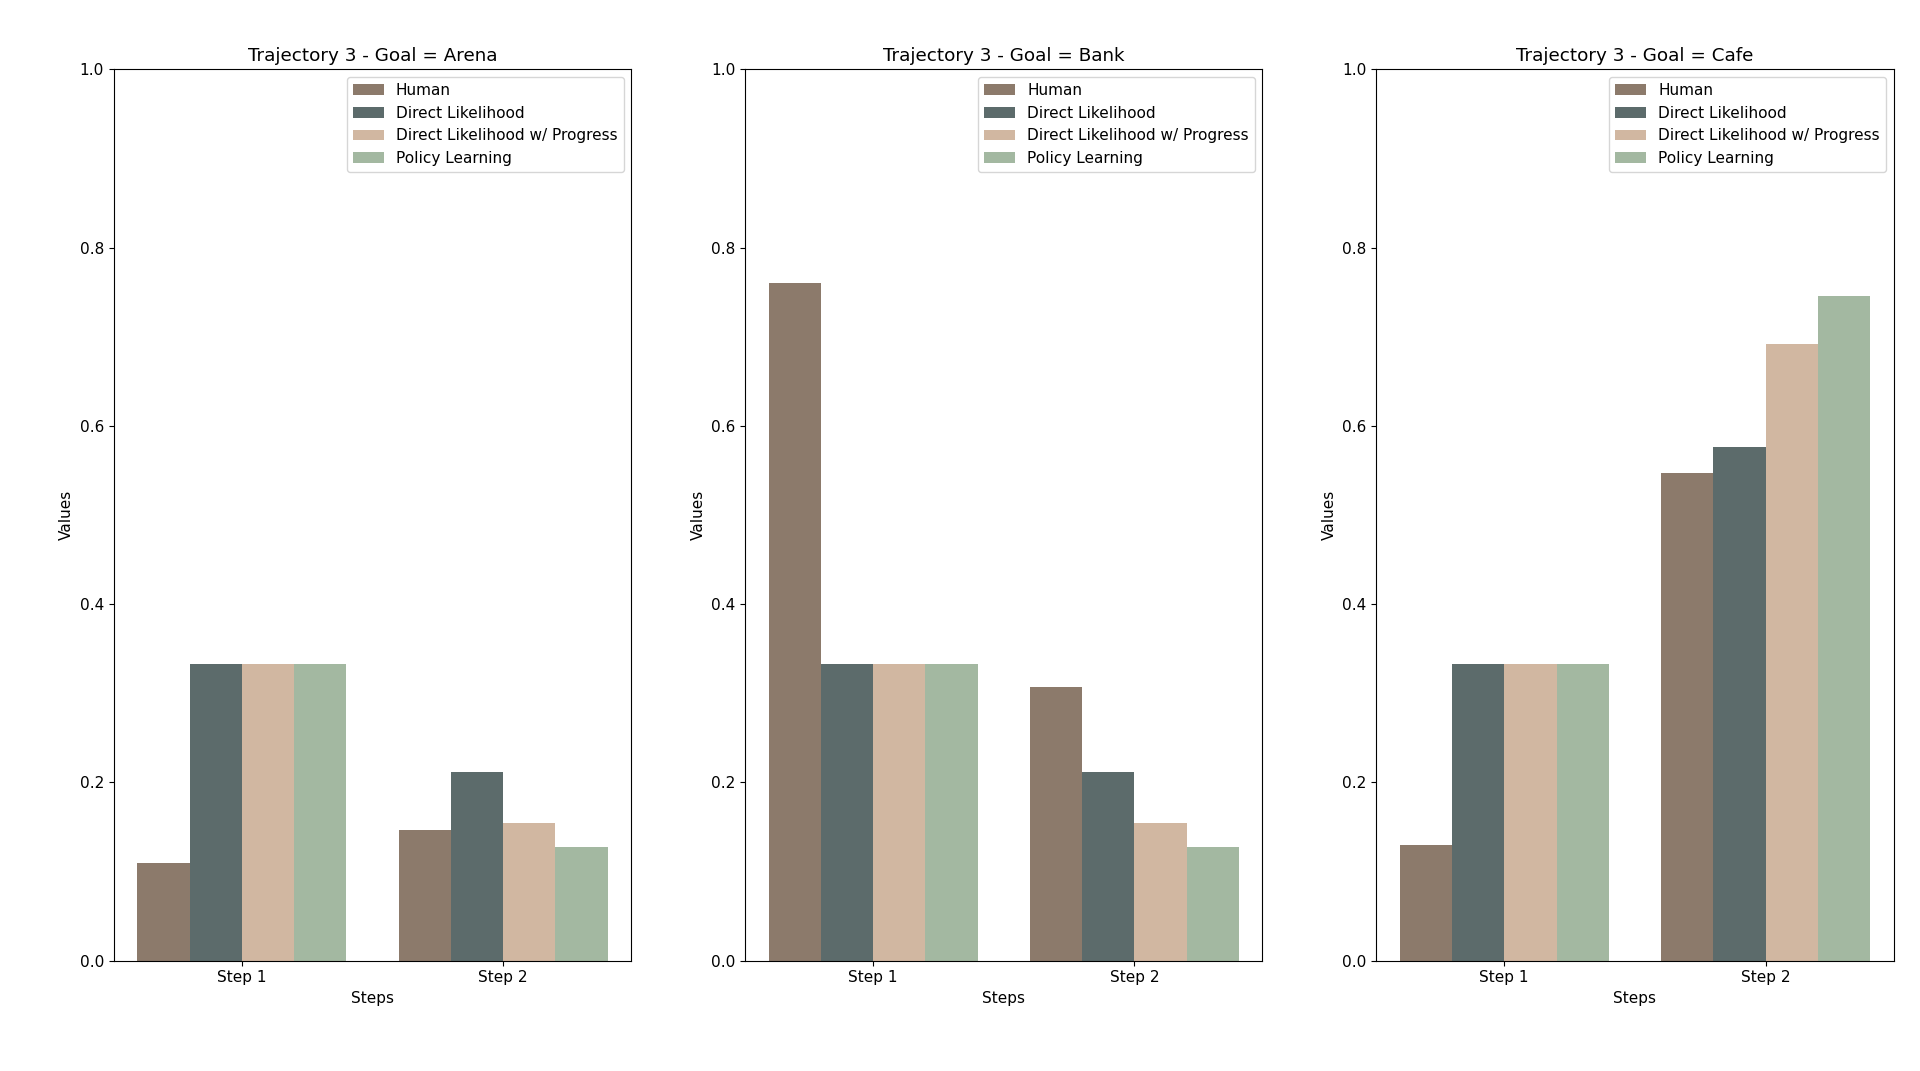 Trajectory 3 - Goal = Arena
1.0
0.8
0.6
0.4
0.2
0.0
Values
Human
Direct Likelihood
Direct Likelihood w/ Progress
Policy Learning
Step 1
Step 2
Steps
Trajectory 3 - Goal = Bank
1.0
0.8
0.6
0.4
0.2
0.0
Values
Human
Direct Likelihood
Direct Likelihood w/ Progress
Policy Learning
Step 1
Step 2
Steps
Trajectory 3 - Goal = Cafe
1.0
0.8
0.6
0.4
0.2
0.0
Values
Human
Direct Likelihood
Direct Likelihood w/ Progress
Policy Learning
Step 1
Step 2
Steps